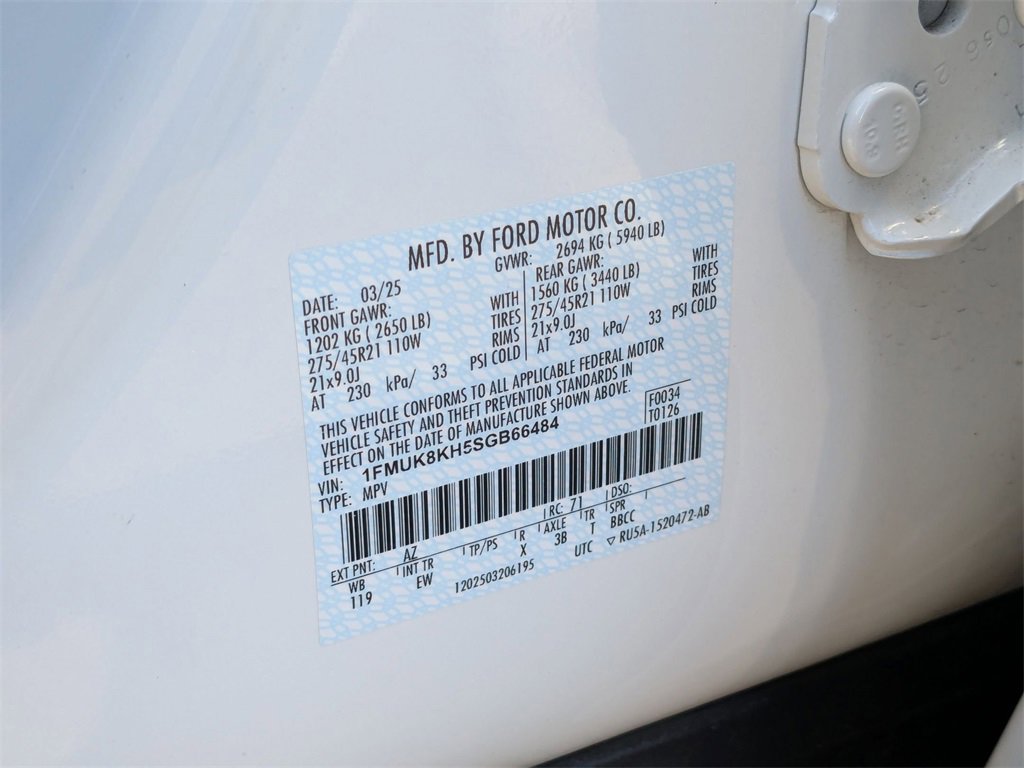 MFD. BY FORD MOTOR CO.
DATE: 03/25
GVWR: 2694 KG ( 5940 LB)
FRONT GAWR:
1202 KG ( 2650 LB) WITH
275/45R21 110W TIRES
21x9.0J RIMS
AT 230 kPa/ 33 PSI COLD
REAR GAWR: WITH
1560 KG ( 3440 LB) TIRES
275/45R21 110W RIMS
21x9.0J
AT 230 kPa/ 33 PSI COLD
THIS VEHICLE CONFORMS TO ALL APPLICABLE FEDERAL MOTOR
VEHICLE SAFETY AND THEFT PREVENTION STANDARDS IN
EFFECT ON THE DATE OF MANUFACTURE SHOWN ABOVE.
VIN: 1FMUK8KH5SGB66484
TYPE: MPV
F0034
T0126
EXT PNT: AZ RC: 71 DSO:
WB INT TR TP/PS R AXLE TR SPR
119 EW X 3B T BBCC
1202503206195
UTC ▽ RU5A-1520472-AB